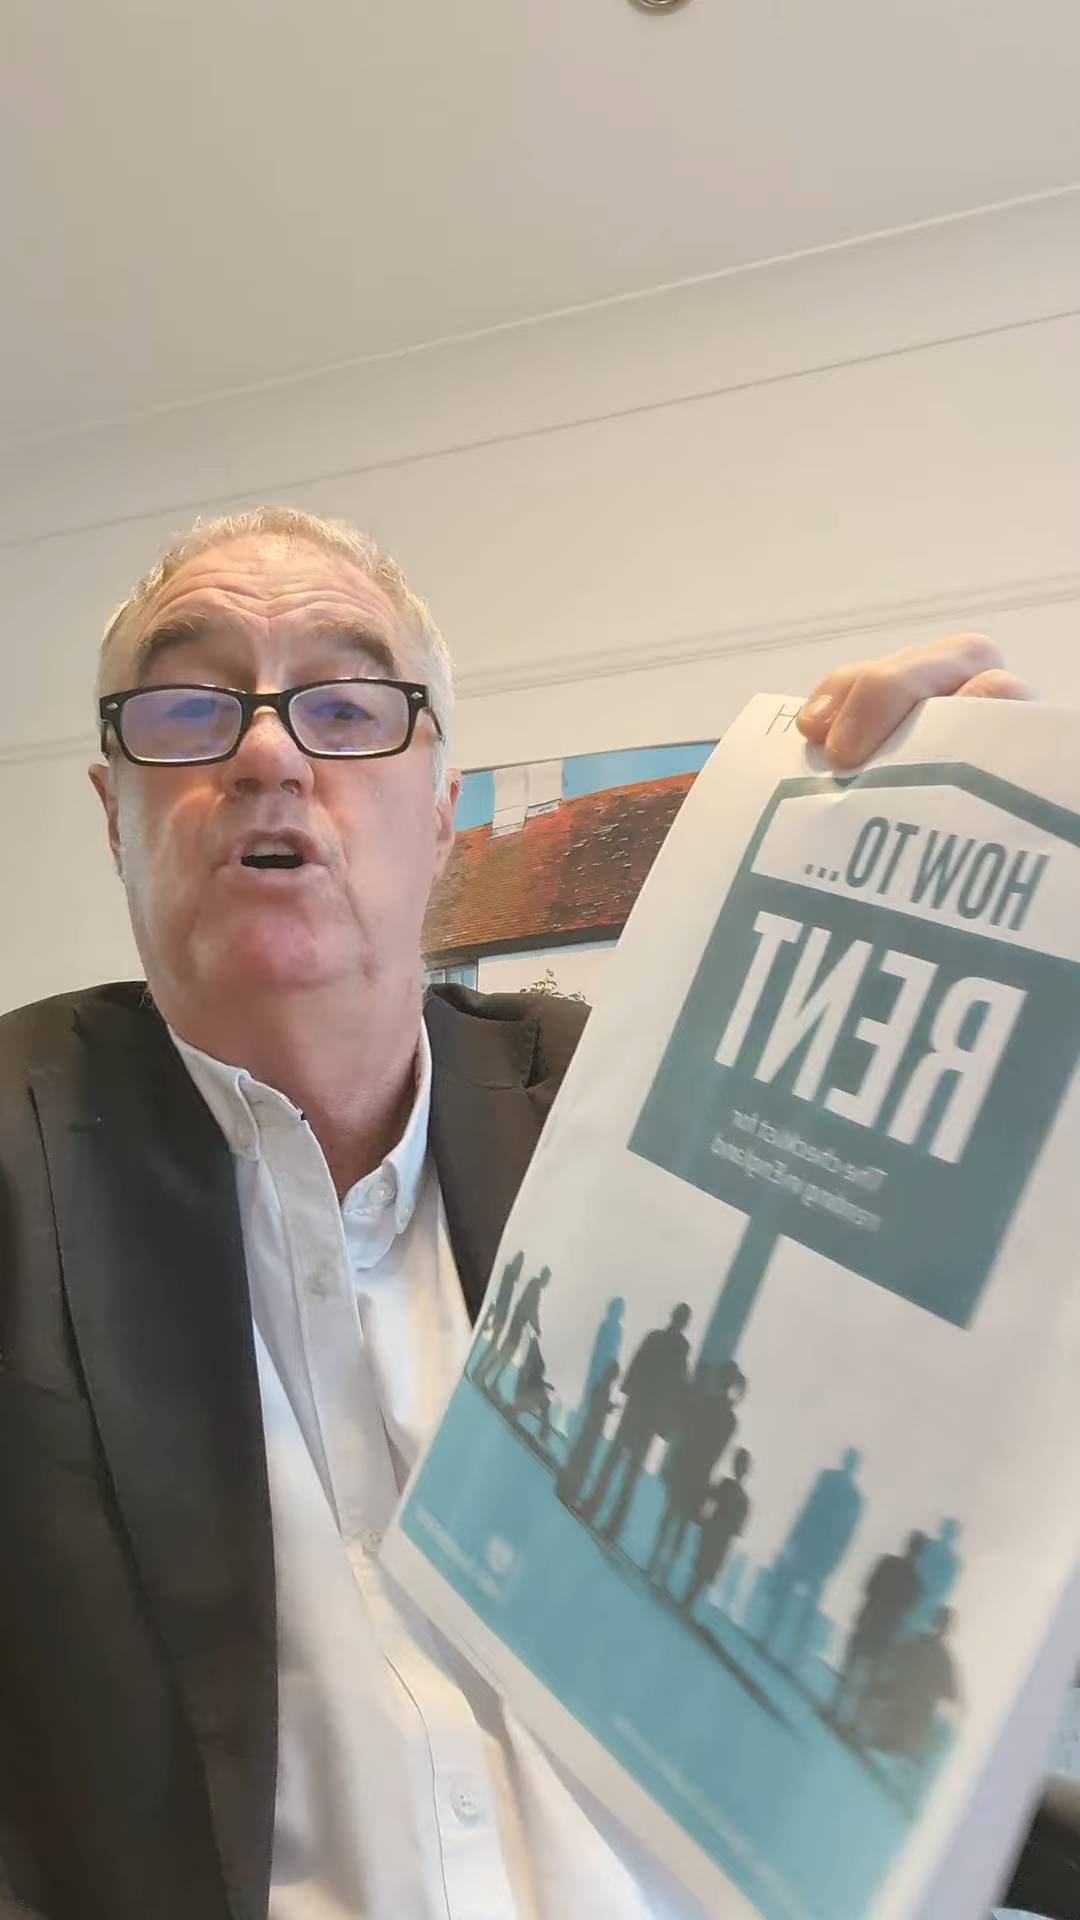 H
HOW TO...
RENT
The checklist for
renting in England